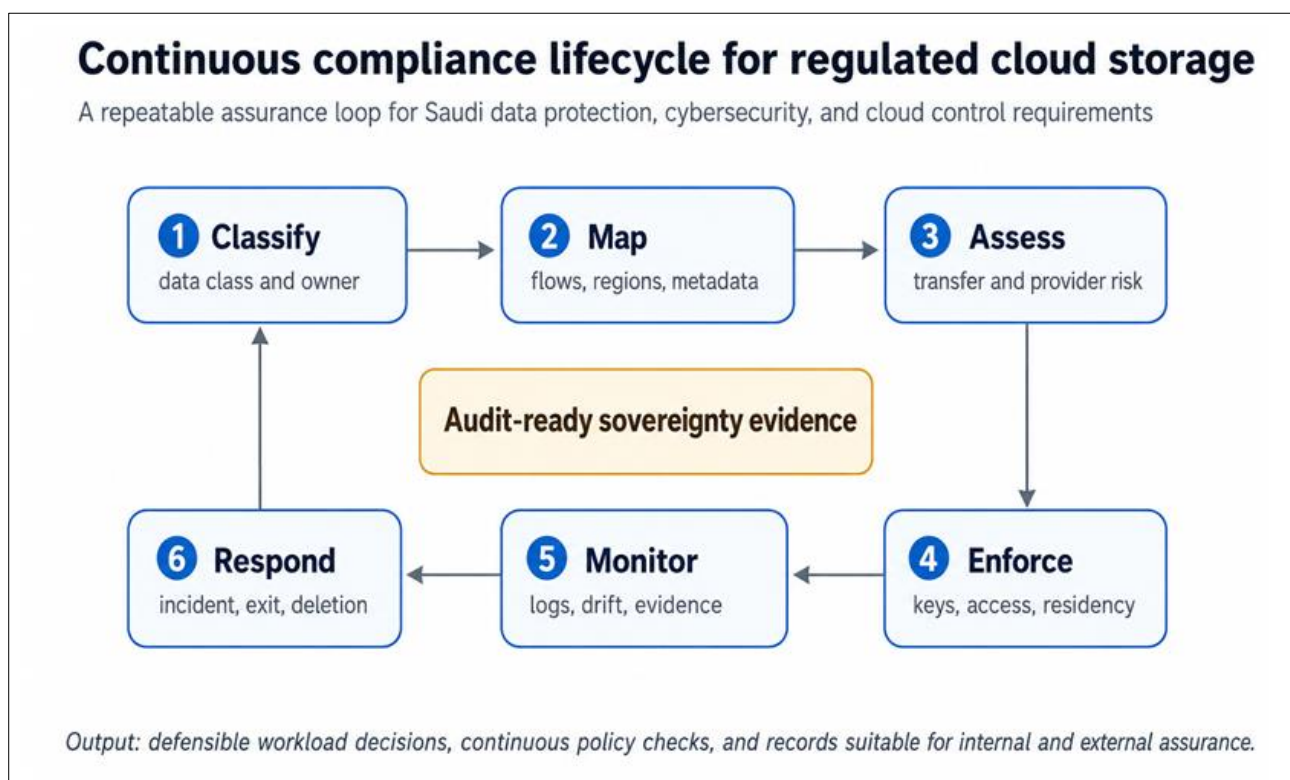 Continuous compliance lifecycle for regulated cloud storage
A repeatable assurance loop for Saudi data protection, cybersecurity, and cloud control requirements
1 Classify
data class and owner
2 Map
flows, regions, metadata
3 Assess
transfer and provider risk
Audit-ready sovereignty evidence
4 Enforce
keys, access, residency
5 Monitor
logs, drift, evidence
6 Respond
incident, exit, deletion
Output: defensible workload decisions, continuous policy checks, and records suitable for internal and external assurance.